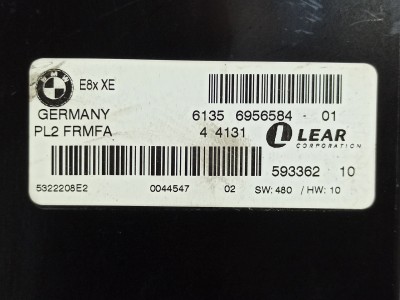 BMW E8x XE
GERMANY 6135 6956584 - 01
PL2 FRMFA 4 4131 LEAR
CORPORATION
593362 10
5322208E2 0044547 02 SW: 480 / HW: 10